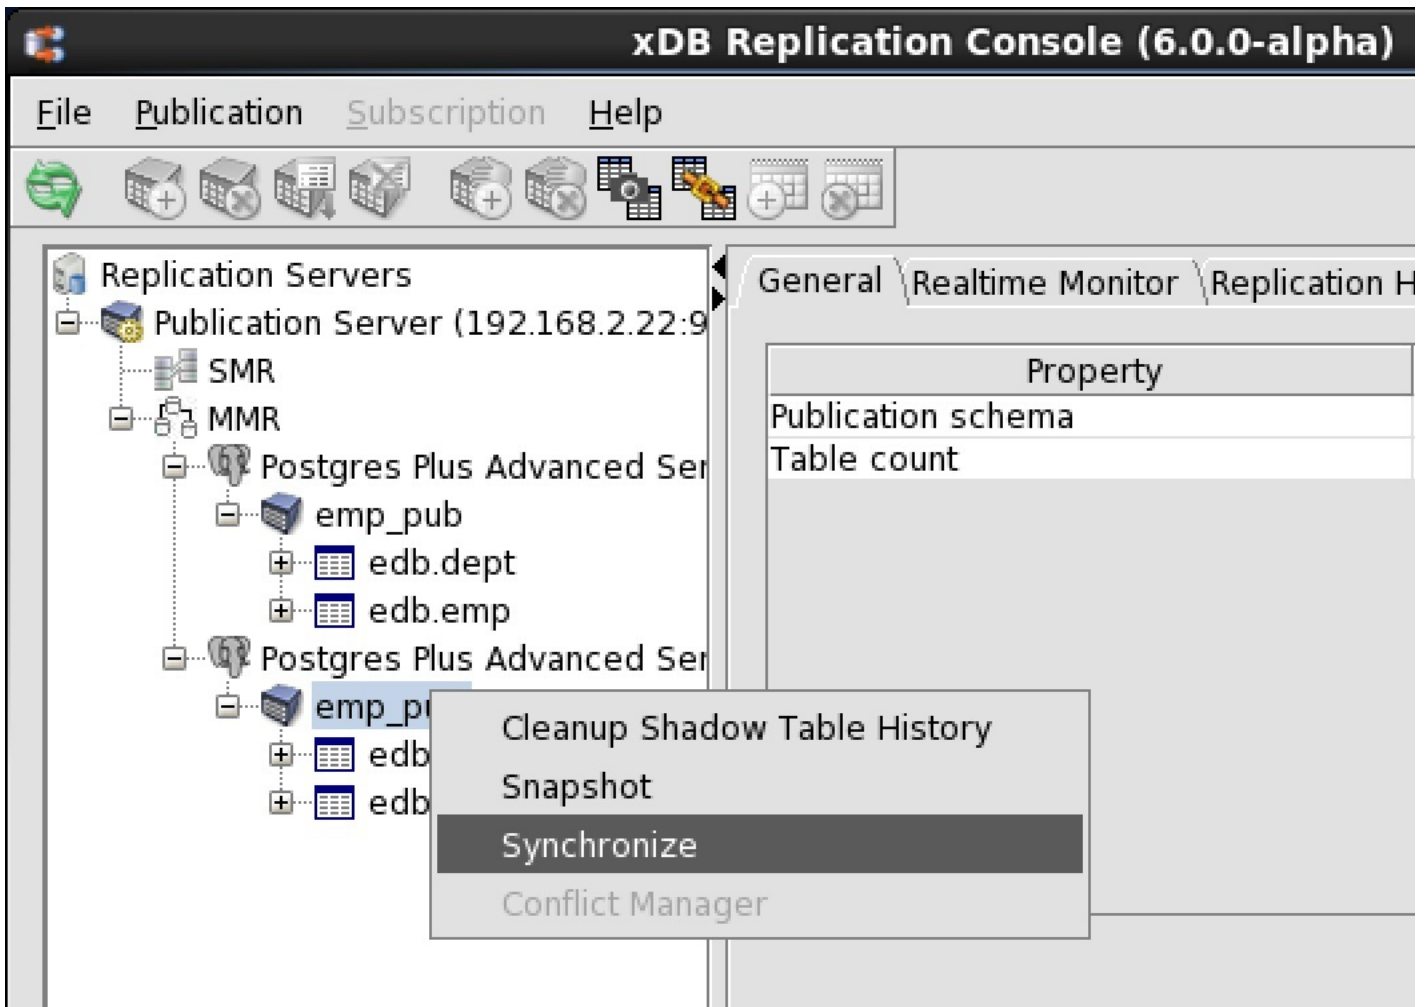 xDB Replication Console (6.0.0-alpha)
File Publication Subscription Help
Replication Servers
Publication Server (192.168.2.22:9
SMR
MMR
Postgres Plus Advanced Ser
emp_pub
edb.dept
edb.emp
Postgres Plus Advanced Ser
emp_pu
edb
edb
Cleanup Shadow Table History
Snapshot
Synchronize
Conflict Manager
General Realtime Monitor Replication H
Property
Publication schema
Table count